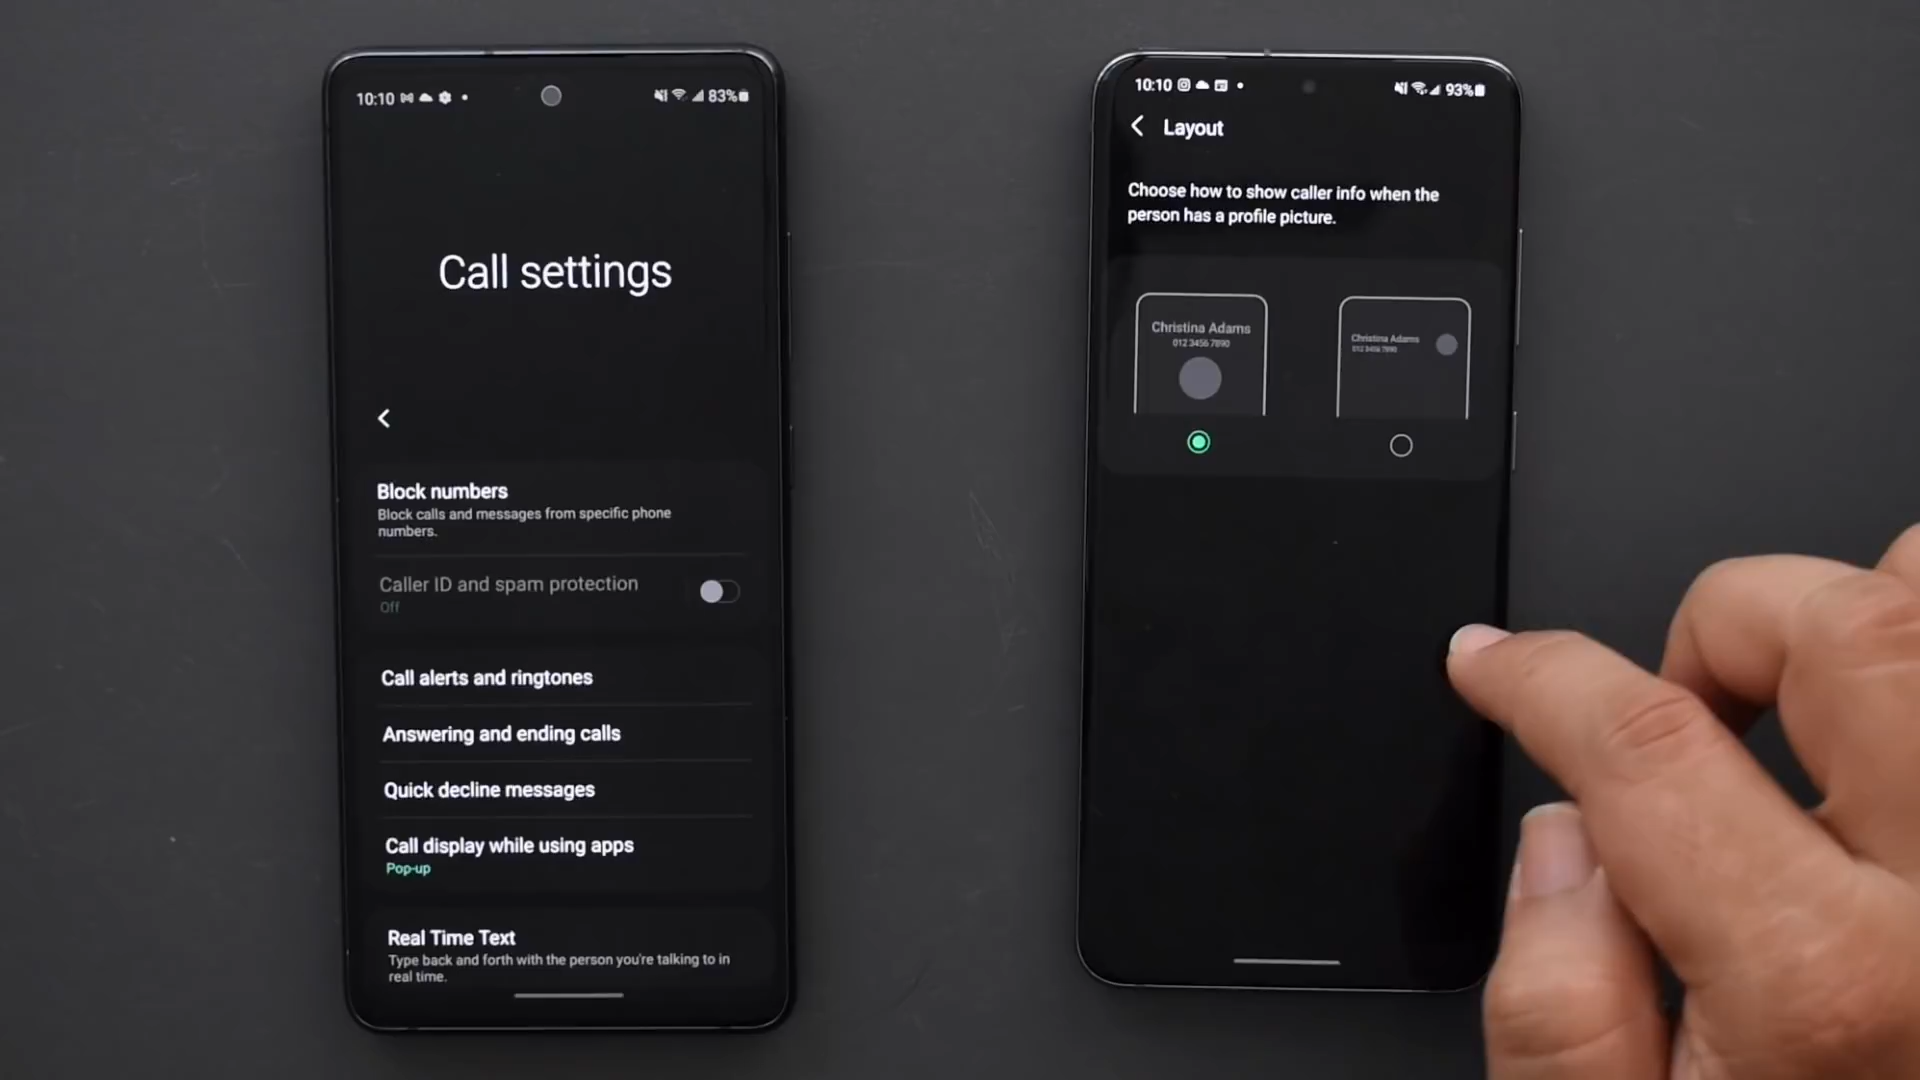 10:10
83%
Call settings
Block numbers
Block calls and messages from specific phone
numbers.
Caller ID and spam protection
Off
Call alerts and ringtones
Answering and ending calls
Quick decline messages
Call display while using apps
Pop-up
Real Time Text
Type back and forth with the person you're talking to in
real time.
10:10
93%
Layout
Choose how to show caller info when the
person has a profile picture.
Christina Adams
012 3456 7890
Christina Adams
012 3456 7890